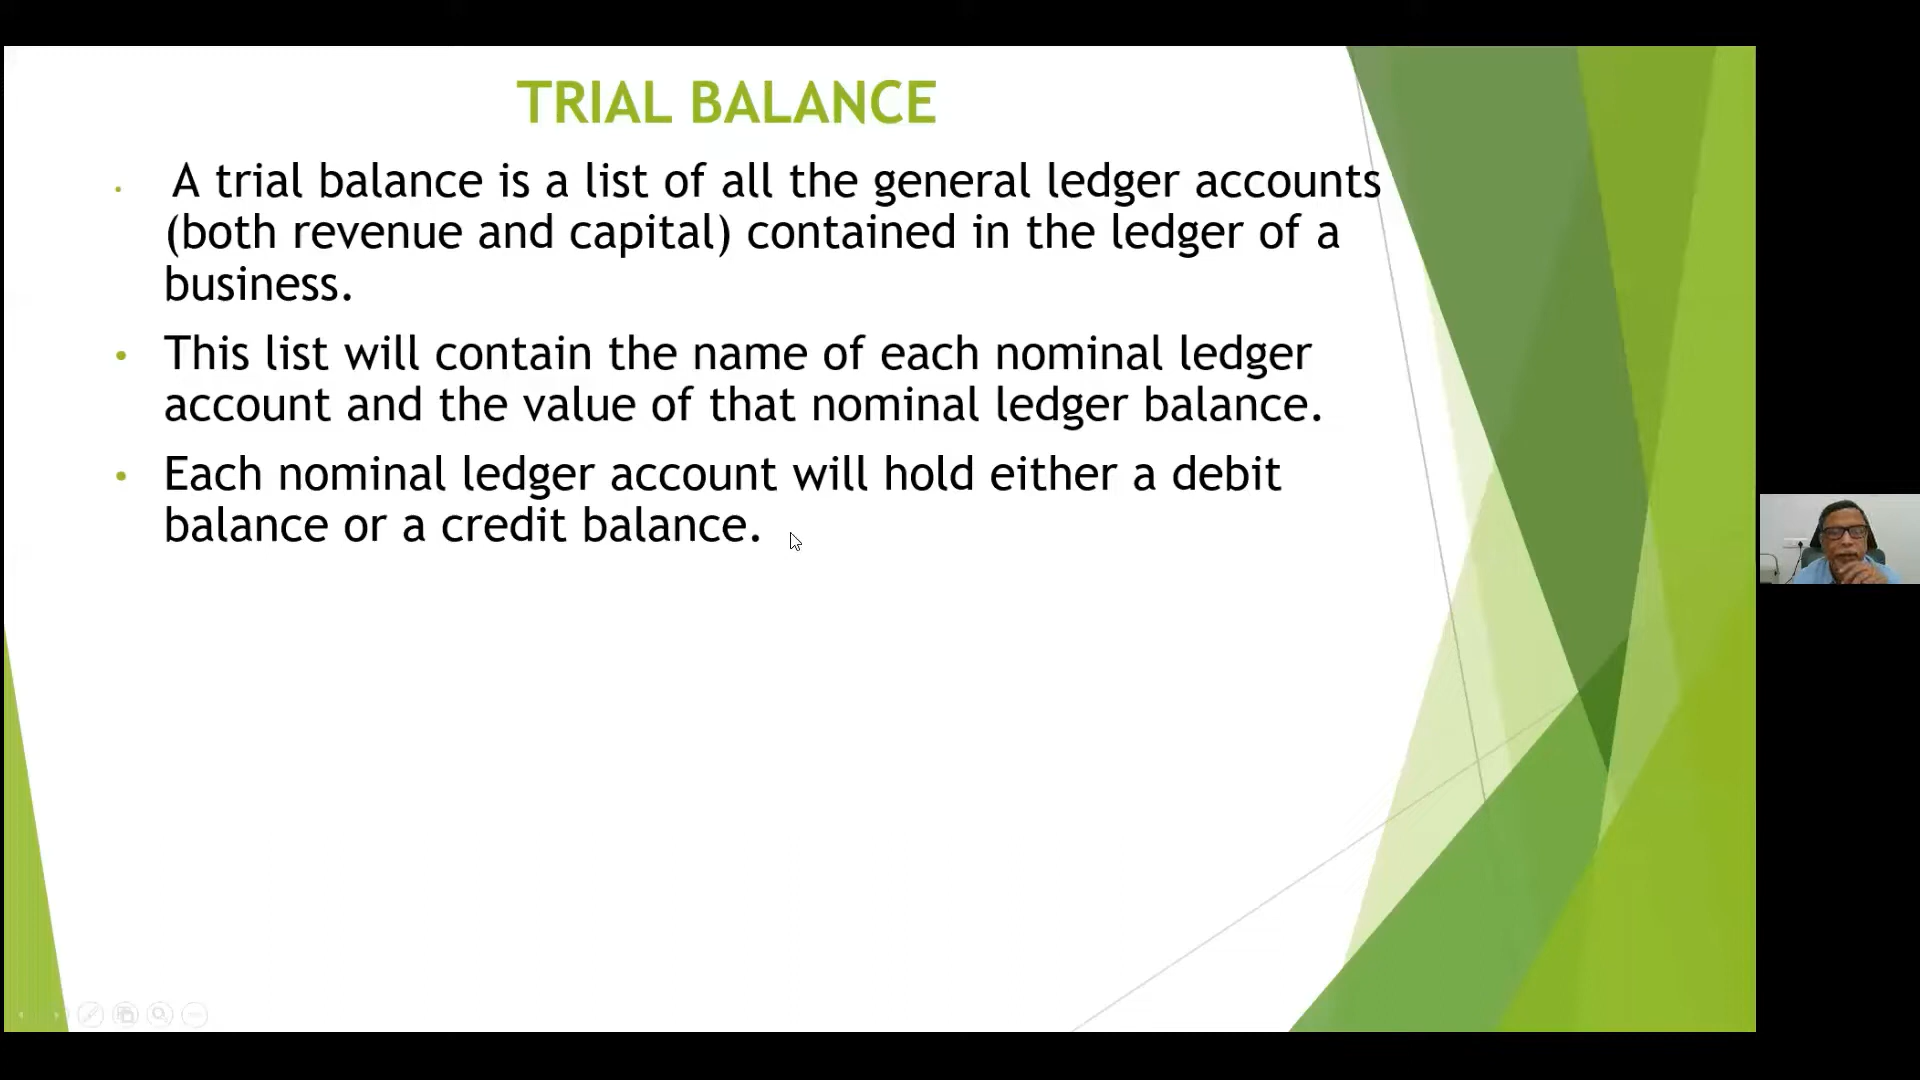 TRIAL BALANCE
• A trial balance is a list of all the general ledger accounts
(both revenue and capital) contained in the ledger of a
business.
• This list will contain the name of each nominal ledger
account and the value of that nominal ledger balance.
• Each nominal ledger account will hold either a debit
balance or a credit balance.